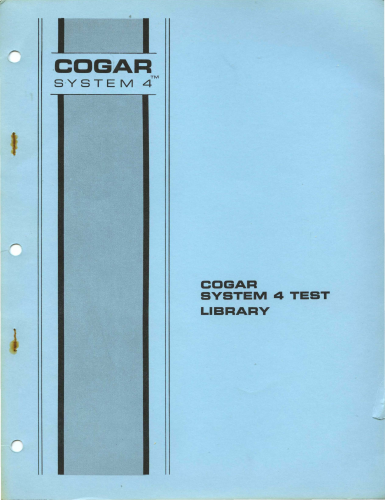 COGAR
SYSTEM 4™
COGAR
SYSTEM 4 TEST
LIBRARY